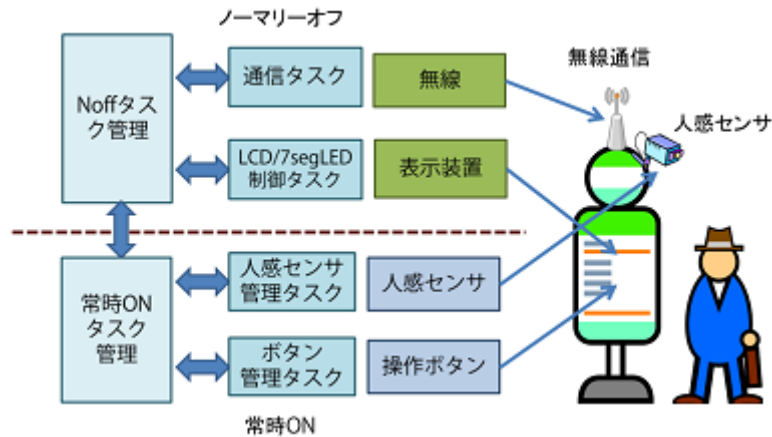 ノーマリーオフ
Noffタス
ク管理
通信タスク
無線
LCD/7segLED
制御タスク
表示装置
無線通信
人感センサ
常時ON
タスク
管理
人感センサ
管理タスク
人感センサ
ボタン
管理タスク
操作ボタン
常時ON